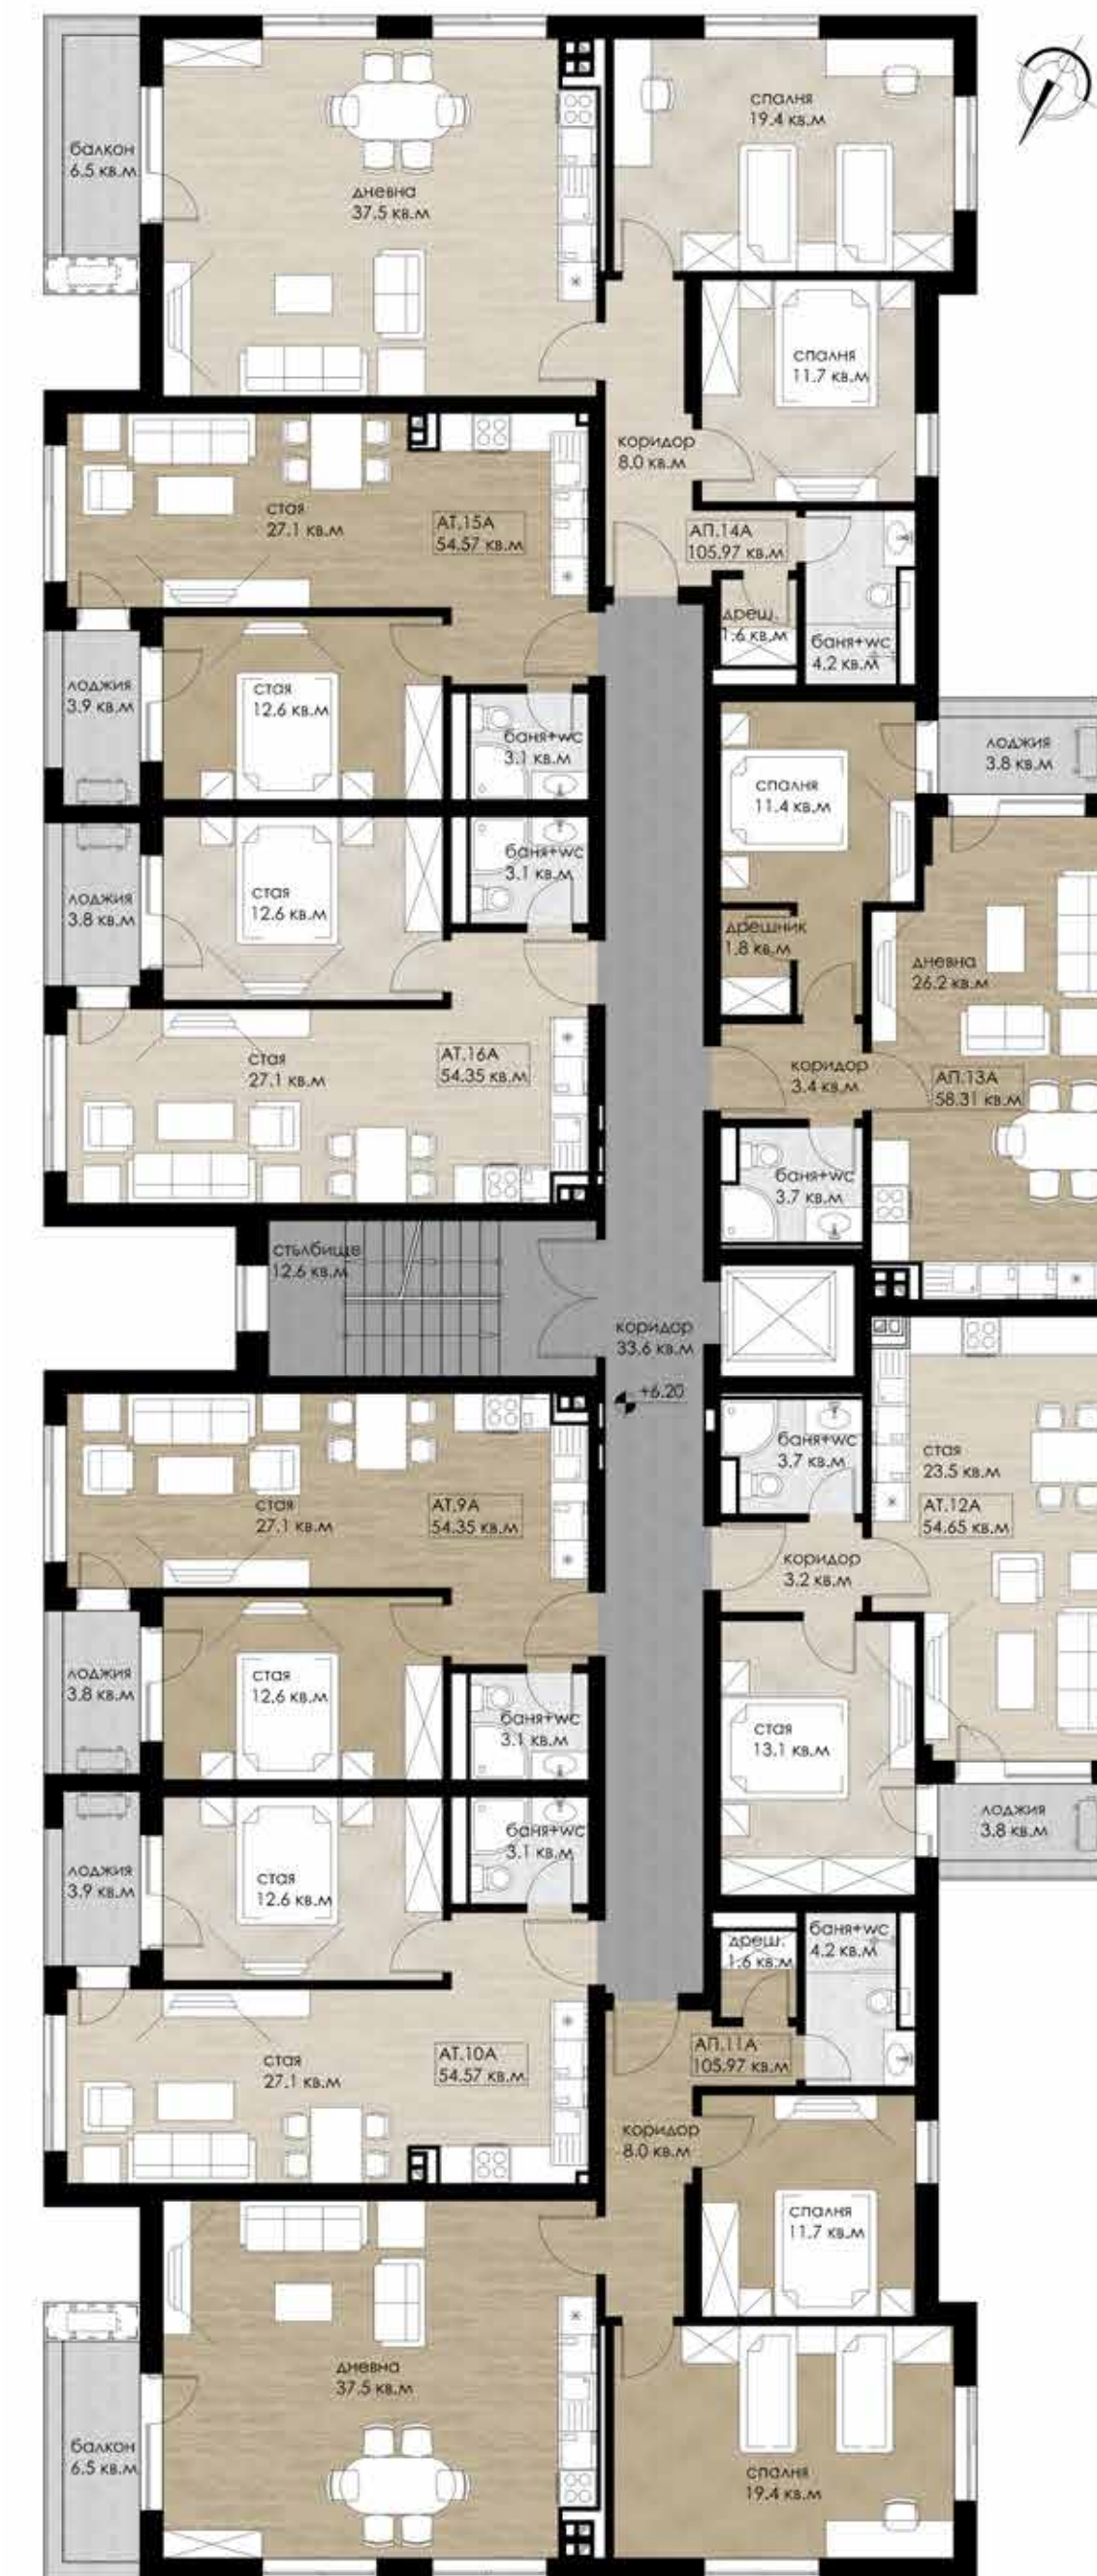 спалня
19.4 кв.м
балкон
6.5 кв.м
дневна
37.5 кв.м
спалня
11.7 кв.м
коридор
8.0 кв.м
стая
27.1 кв.м
АТ.15А
54.57 кв.м
АП.14А
105.97 кв.м
дреш.
1.6 кв.м
баня+wc
4.2 кв.м
лоджия
3.9 кв.м
стая
12.6 кв.м
баня+wc
3.1 кв.м
лоджия
3.8 кв.м
спалня
11.4 кв.м
баня+wc
3.1 кв.м
лоджия
3.8 кв.м
стая
12.6 кв.м
дрешник
1.8 кв.м
дневна
26.2 кв.м
стая
27.1 кв.м
АТ.16А
54.35 кв.м
коридор
3.4 кв.м
АП.13А
58.31 кв.м
баня+wc
3.7 кв.м
стълбище
12.6 кв.м
коридор
33.6 кв.м
+6.20
баня+wc
3.7 кв.м
стая
23.5 кв.м
АТ.12А
54.65 кв.м
стая
27.1 кв.м
АТ.9А
54.35 кв.м
коридор
3.2 кв.м
лоджия
3.8 кв.м
стая
12.6 кв.м
баня+wc
3.1 кв.м
стая
13.1 кв.м
лоджия
3.8 кв.м
баня+wc
3.1 кв.м
лоджия
3.9 кв.м
стая
12.6 кв.м
дреш.
1.6 кв.м
баня+wc
4.2 кв.м
стая
27.1 кв.м
АТ.10А
54.57 кв.м
АП.11А
105.97 кв.м
коридор
8.0 кв.м
спалня
11.7 кв.м
дневна
37.5 кв.м
балкон
6.5 кв.м
спалня
19.4 кв.м